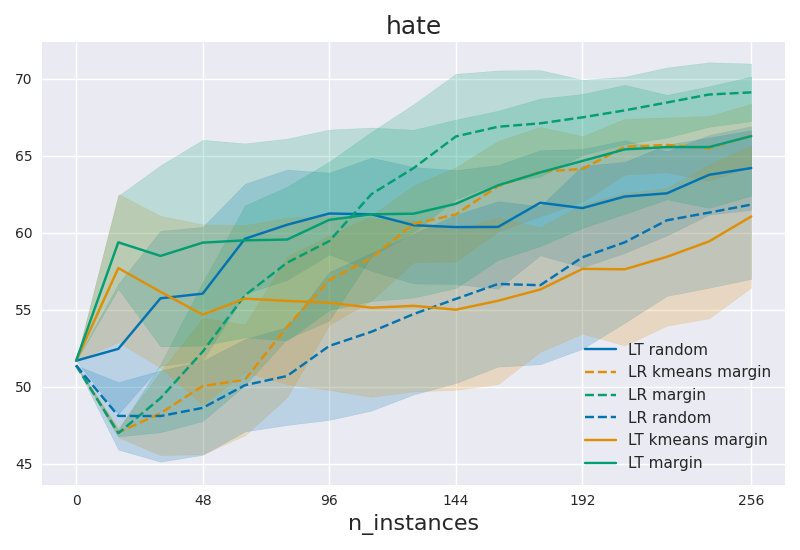 hate
70
65
60
55
50
45
LT random
LR kmeans margin
LR margin
LR random
LT kmeans margin
LT margin
0 48 96 144 192 256
n_instances